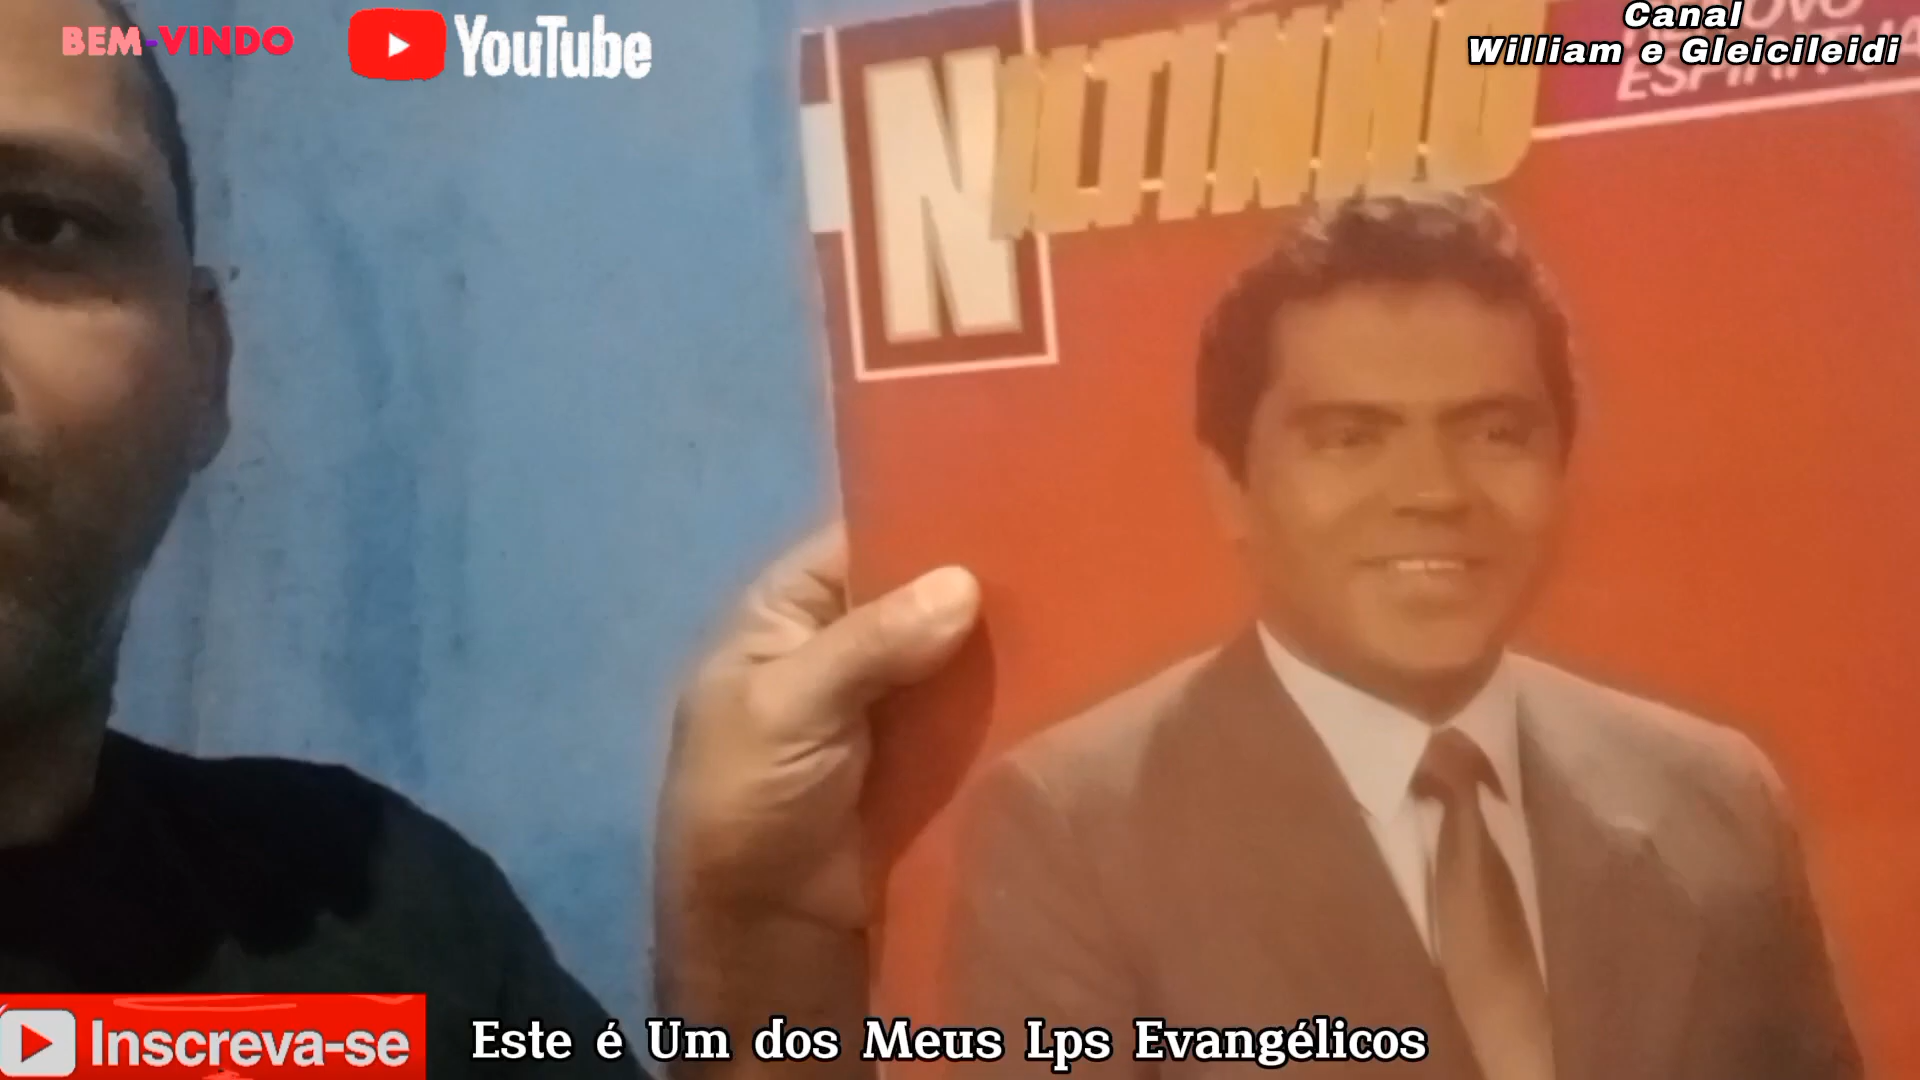 BEM-VINDO
YouTube
Canal
William e Gleicileidi
NILTINHO
Inscreva-se
Este é Um dos Meus Lps Evangélicos